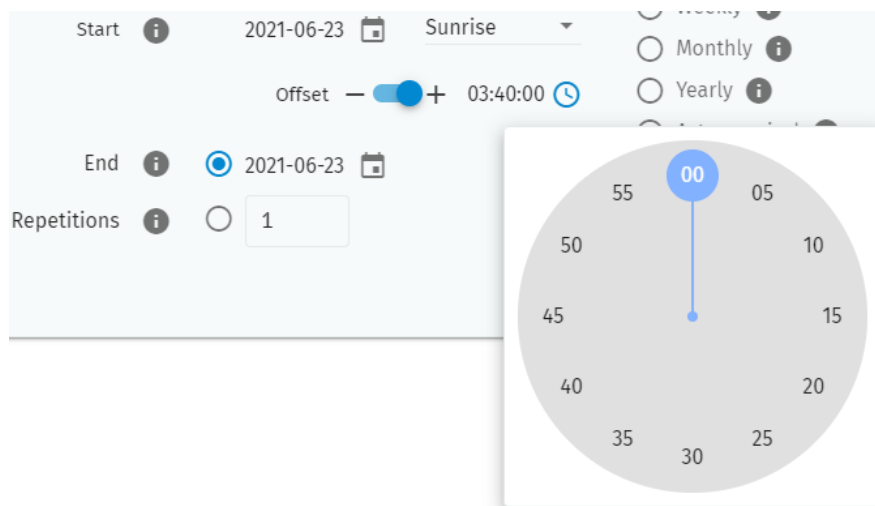 Start 2021-06-23 Sunrise
Monthly
Offset — + 03:40:00
Yearly
End 2021-06-23
Repetitions 1
00
55 05
50 10
45 15
40 20
35 25
30